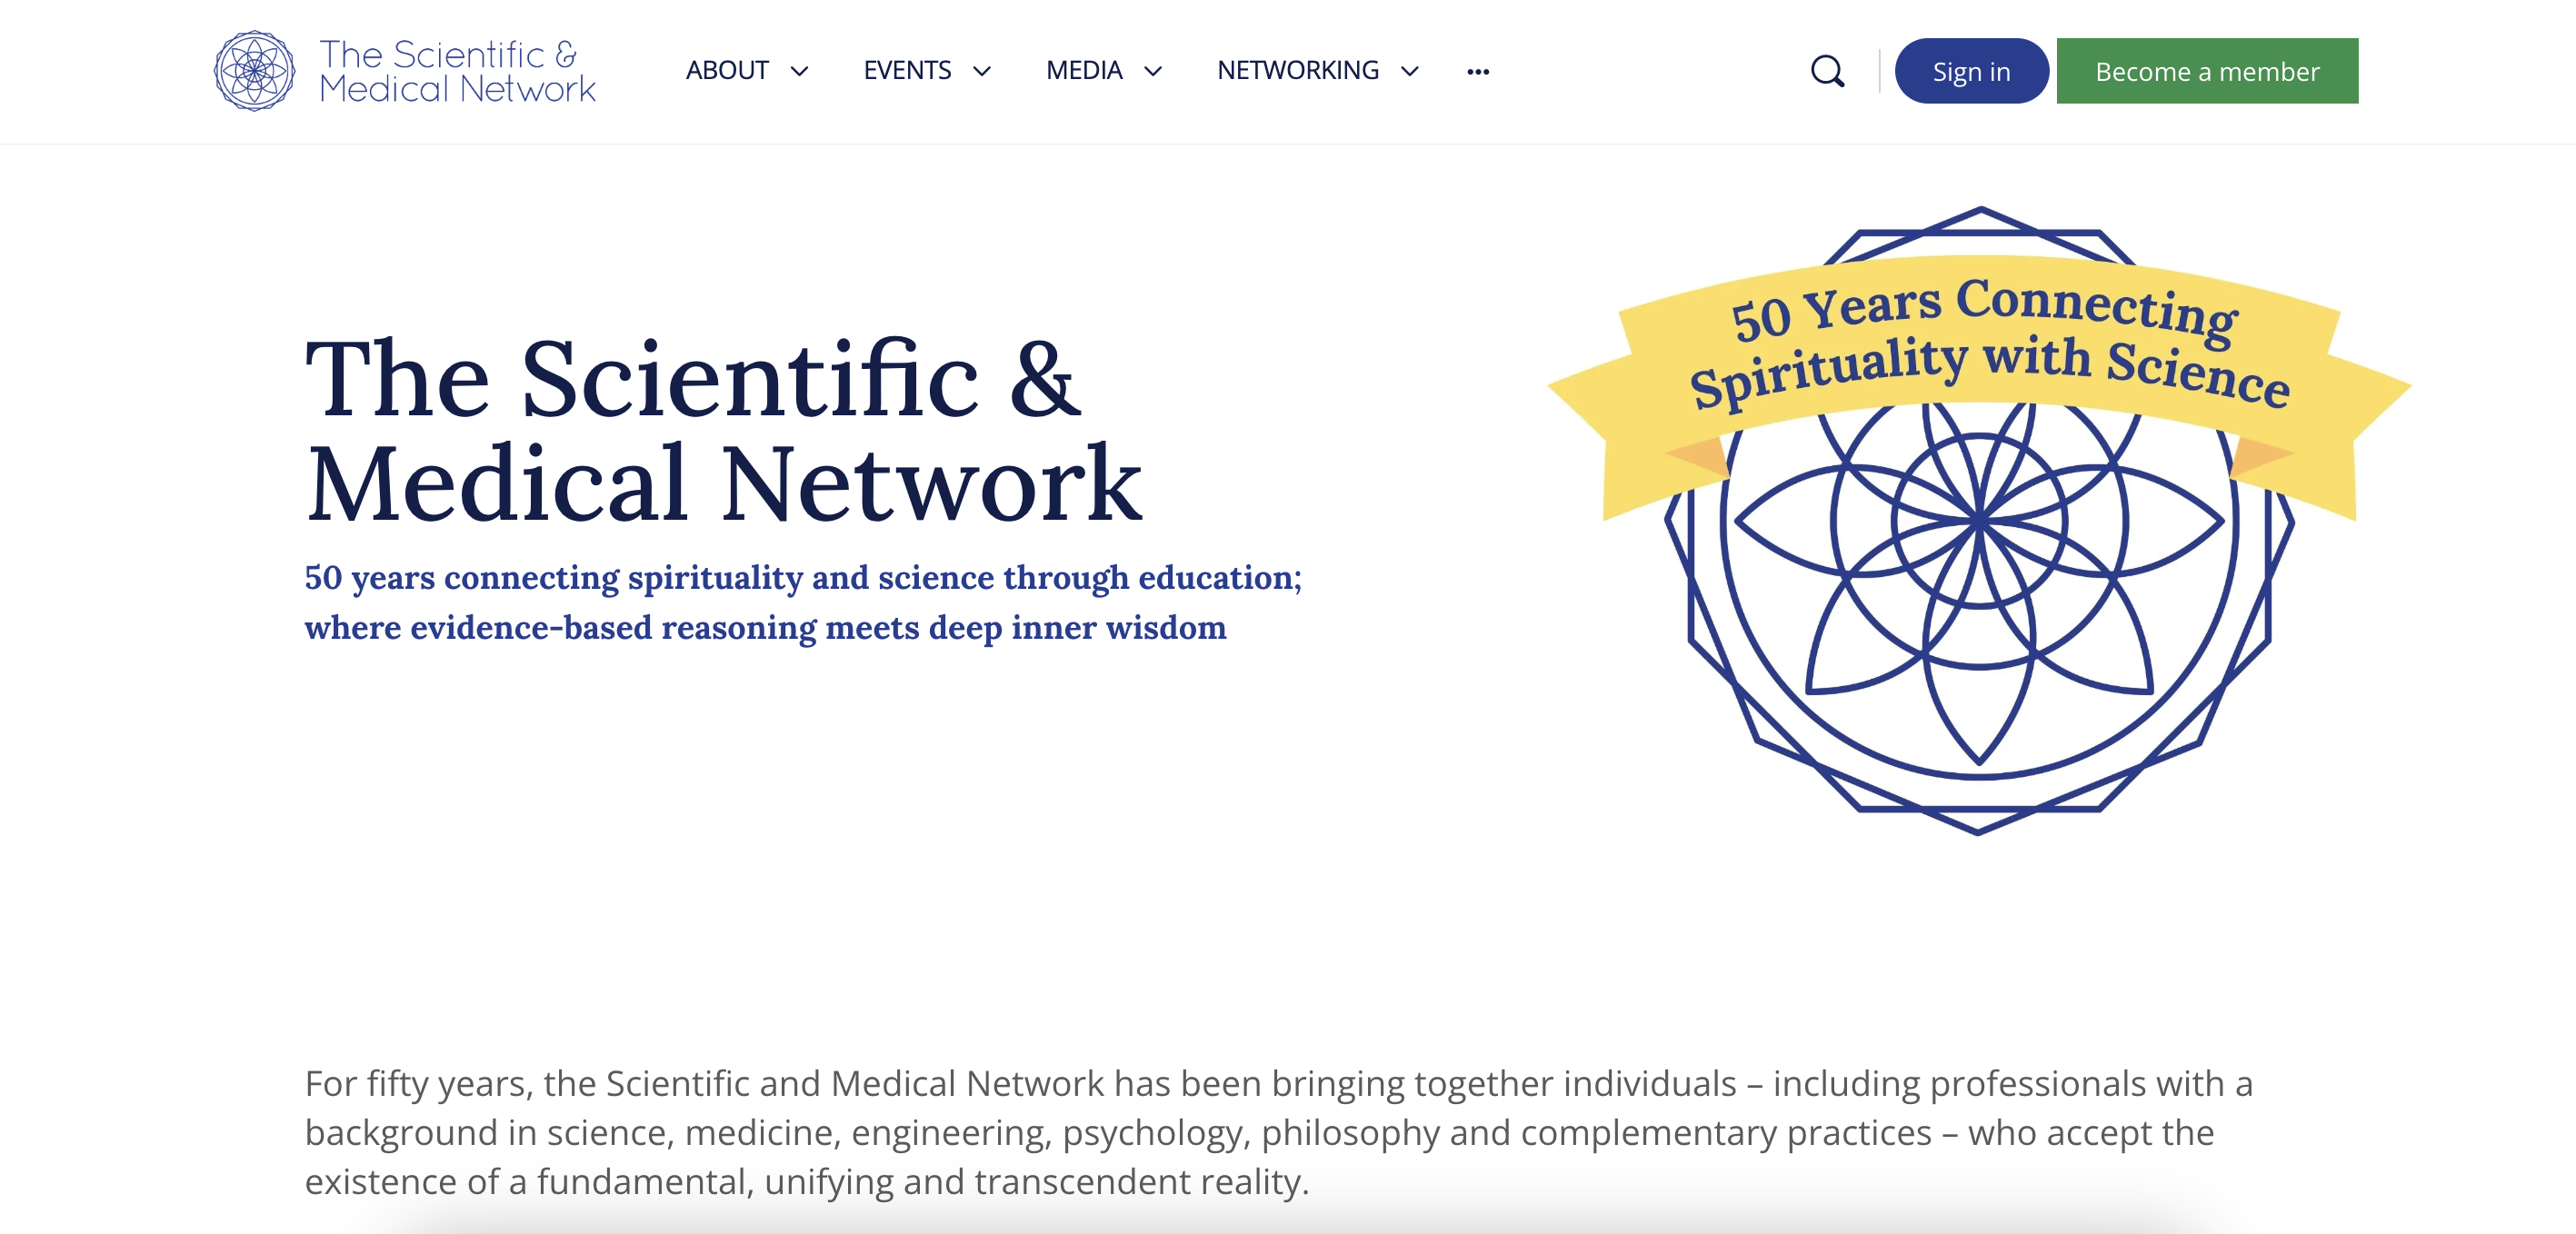 The Scientific &
Medical Network
ABOUT
EVENTS
MEDIA
NETWORKING
...
Sign in
Become a member
The Scientific &
Medical Network
50 years connecting spirituality and science through education;
where evidence-based reasoning meets deep inner wisdom
50 Years Connecting
Spirituality with Science
For fifty years, the Scientific and Medical Network has been bringing together individuals – including professionals with a
background in science, medicine, engineering, psychology, philosophy and complementary practices – who accept the
existence of a fundamental, unifying and transcendent reality.